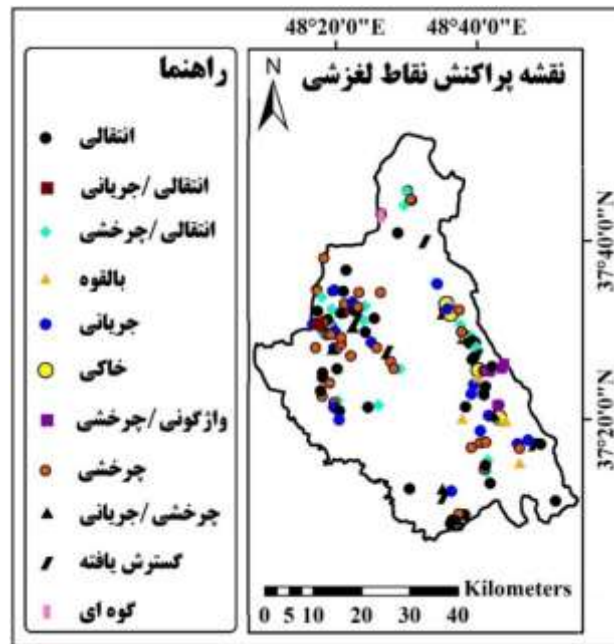 48°20'0"E 48°40'0"E
نقشه پراکنش نقاط لغزشی
N
راهنما
انتقالی
انتقالی/جریانی
انتقالی/چرخشی
بالقوه
جریانی
خاکی
واژگونی/چرخشی
چرخشی
چرخشی/جریانی
گسترش یافته
گوه ای
37°40'0"N
37°20'0"N
Kilometers
0 5 10 20 30 40